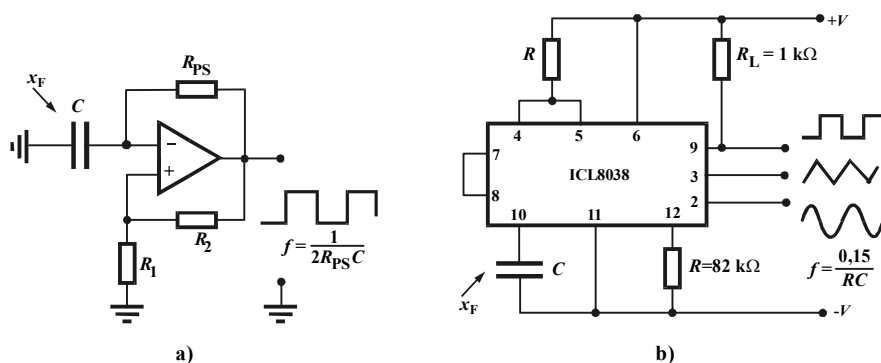 R_PS
x_F
C
−
+
R_2
R_1
f = 1 / 2R_PS C
a)
+V
R
R_L = 1 kΩ
4 5 6
7
8
ICL8038
9
3
2
10 11 12
x_F
C
R=82 kΩ
f = 0,15 / RC
-V
b)